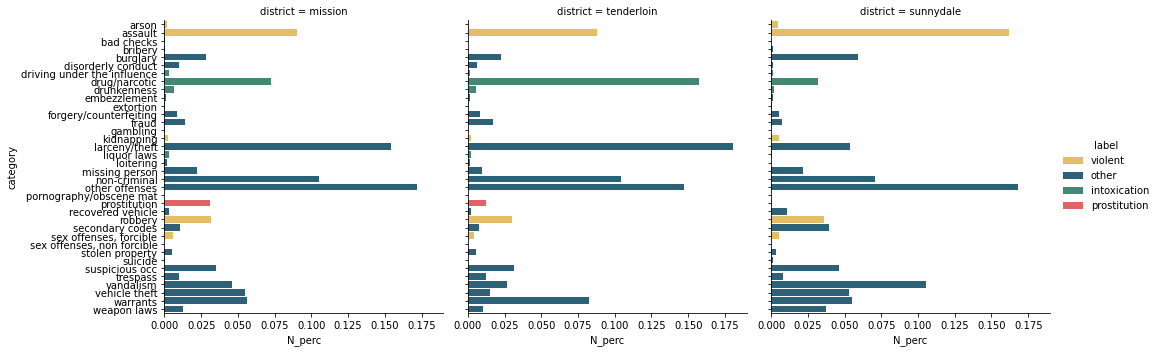 district = mission
district = tenderloin
district = sunnydale
category
arson
assault
bad checks
bribery
burglary
disorderly conduct
driving under the influence
drug/narcotic
drunkenness
embezzlement
extortion
forgery/counterfeiting
fraud
gambling
kidnapping
larceny/theft
liquor laws
loitering
missing person
non-criminal
other offenses
pornography/obscene mat
prostitution
recovered vehicle
robbery
secondary codes
sex offenses, forcible
sex offenses, non forcible
stolen property
suicide
suspicious occ
trespass
vandalism
vehicle theft
warrants
weapon laws
0.000 0.025 0.050 0.075 0.100 0.125 0.150 0.175
N_perc
0.000 0.025 0.050 0.075 0.100 0.125 0.150 0.175
N_perc
0.000 0.025 0.050 0.075 0.100 0.125 0.150 0.175
N_perc
label
violent
other
intoxication
prostitution